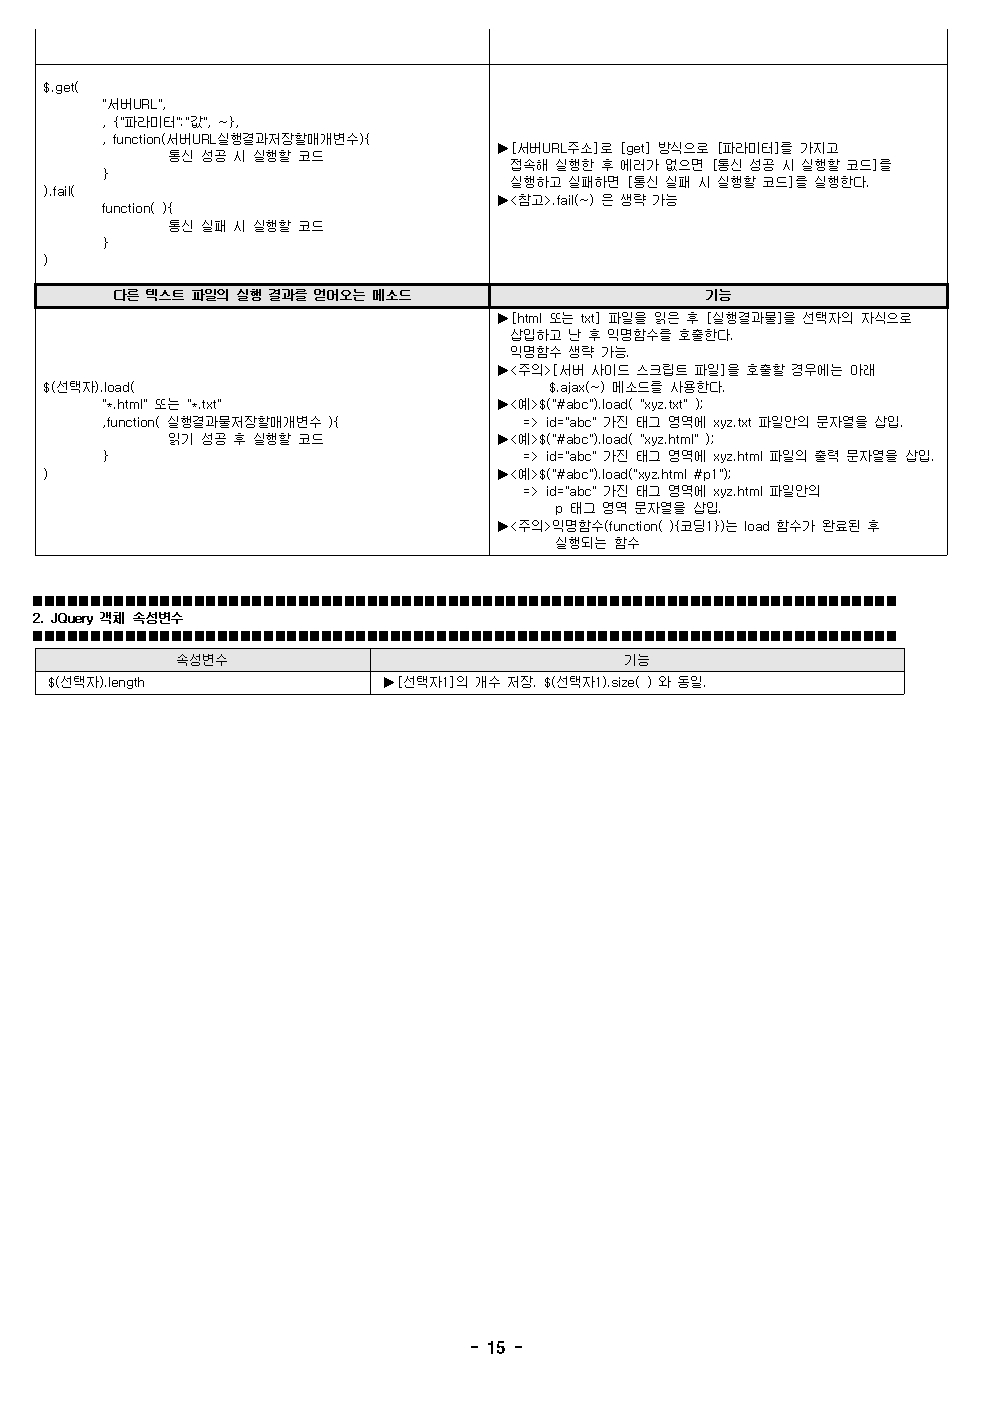 $.get(
"서버URL",
, {"파라미터":"값", ~},
, function(서버URL실행결과저장할매개변수){
통신 성공 시 실행할 코드
}
).fail(
function( ){
통신 실패 시 실행할 코드
}
)
▶[서버URL주소]로 [get] 방식으로 [파라미터]를 가지고
접속해 실행한 후 에러가 없으면 [통신 성공 시 실행할 코드]를
실행하고 실패하면 [통신 실패 시 실행할 코드]를 실행한다.
▶<참고>.fail(~) 은 생략 가능
다른 텍스트 파일의 실행 결과를 얻어오는 메소드
기능
$(선택자).load(
"*.html" 또는 "*.txt"
,function( 실행결과물저장할매개변수 ){
읽기 성공 후 실행할 코드
}
)
▶[html 또는 txt] 파일을 읽은 후 [실행결과물]을 선택자의 자식으로
삽입하고 난 후 익명함수를 호출한다.
익명함수 생략 가능.
▶<주의>[서버 사이드 스크립트 파일]을 호출할 경우에는 아래
$.ajax(~) 메소드를 사용한다.
▶<예>$("#abc").load( "xyz.txt" );
=> id="abc" 가진 태그 영역에 xyz.txt 파일안의 문자열을 삽입.
▶<예>$("#abc").load( "xyz.html" );
=> id="abc" 가진 태그 영역에 xyz.html 파일의 출력 문자열을 삽입.
▶<예>$("#abc").load("xyz.html #p1");
=> id="abc" 가진 태그 영역에 xyz.html 파일안의
p 태그 영역 문자열을 삽입.
▶<주의>익명함수(function( ){코딩1})는 load 함수가 완료된 후
실행되는 함수
2. JQuery 객체 속성변수
속성변수
기능
$(선택자).length
▶[선택자1]의 개수 저장. $(선택자1).size( ) 와 동일.
- 15 -